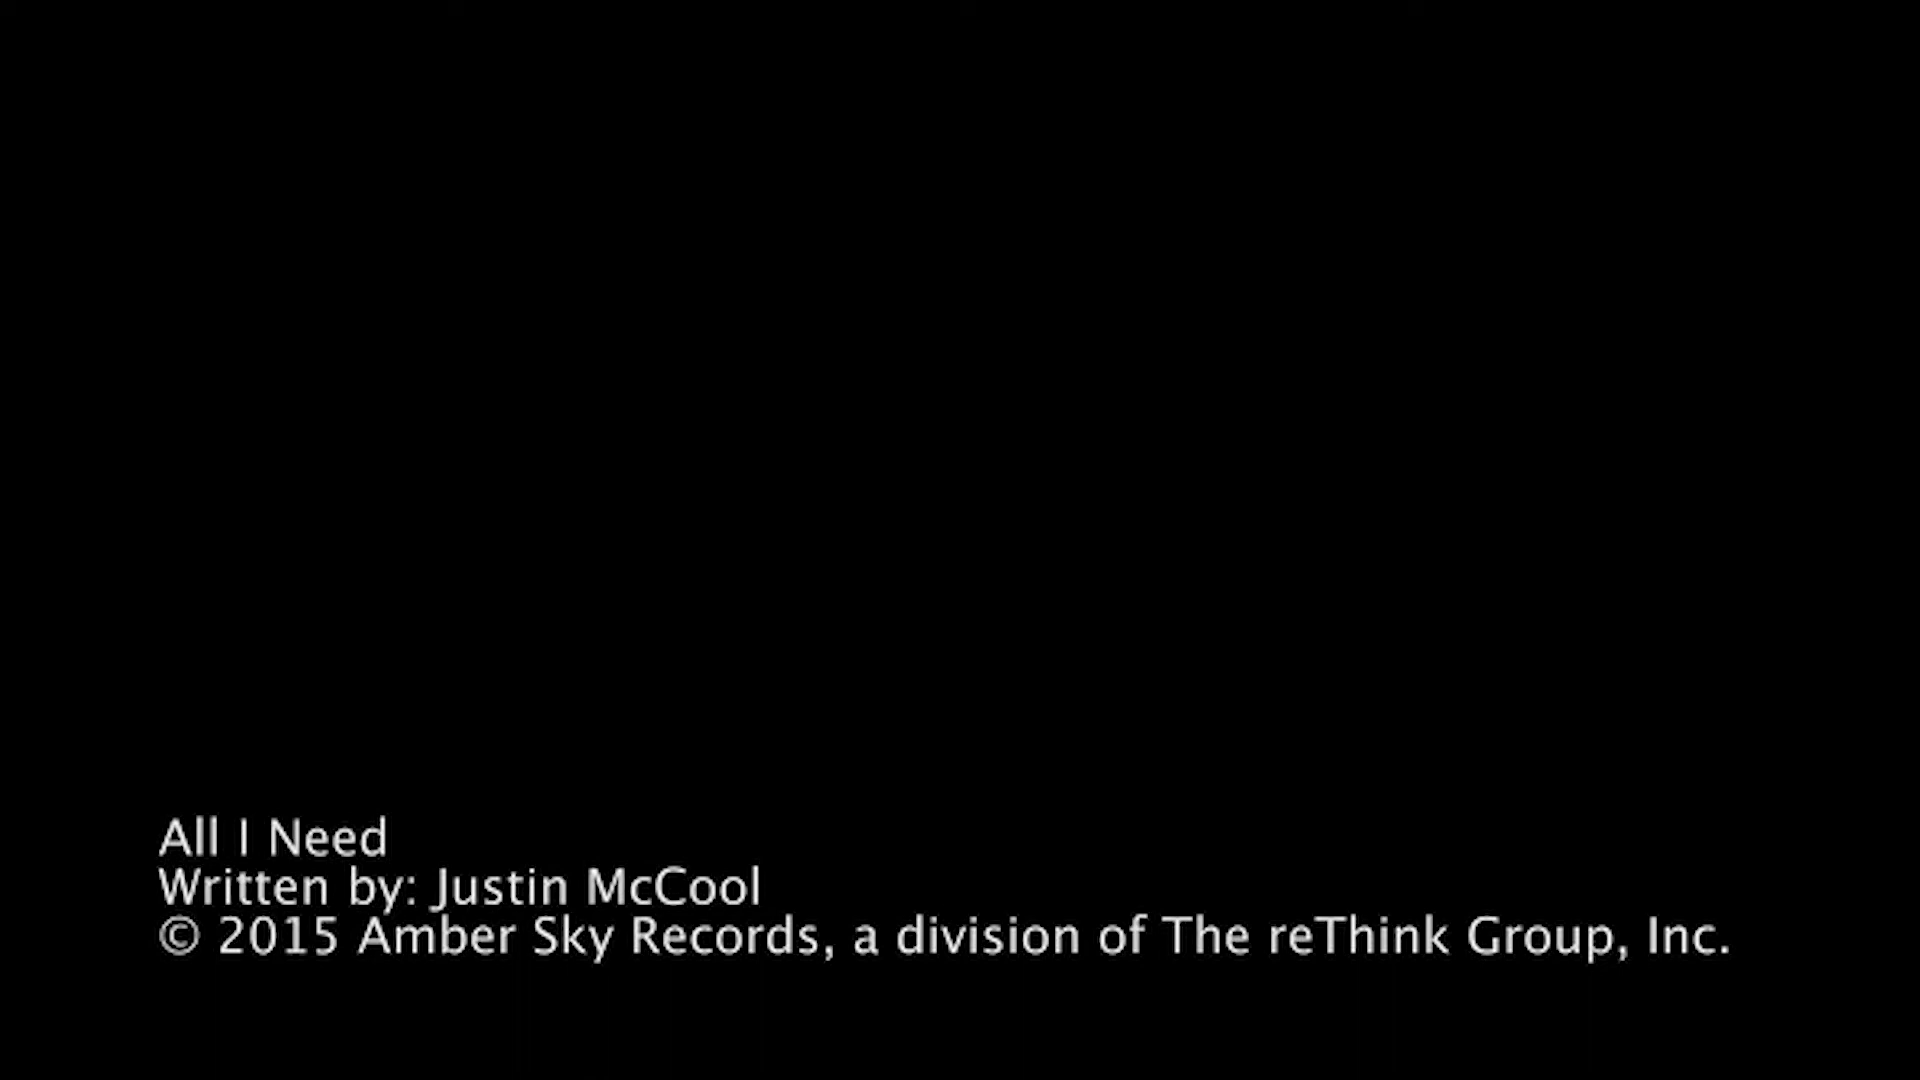 All I Need
Written by: Justin McCool
© 2015 Amber Sky Records, a division of The reThink Group, Inc.